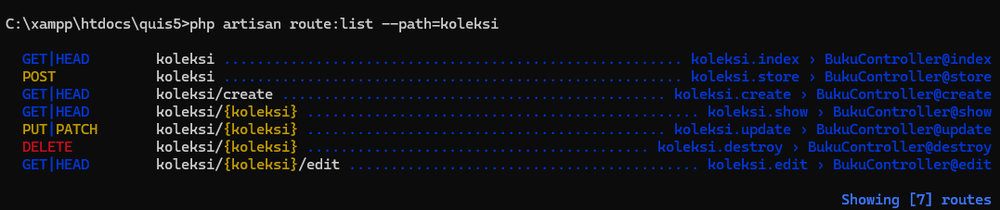 C:\xampp\htdocs\quis5>php artisan route:list --path=koleksi
GET|HEAD koleksi ....................................................... koleksi.index › BukuController@index
POST koleksi ....................................................... koleksi.store › BukuController@store
GET|HEAD koleksi/create .............................................. koleksi.create › BukuController@create
GET|HEAD koleksi/{koleksi} ............................................... koleksi.show › BukuController@show
PUT|PATCH koleksi/{koleksi} ........................................... koleksi.update › BukuController@update
DELETE koleksi/{koleksi} ......................................... koleksi.destroy › BukuController@destroy
GET|HEAD koleksi/{koleksi}/edit .......................................... koleksi.edit › BukuController@edit
Showing [7] routes